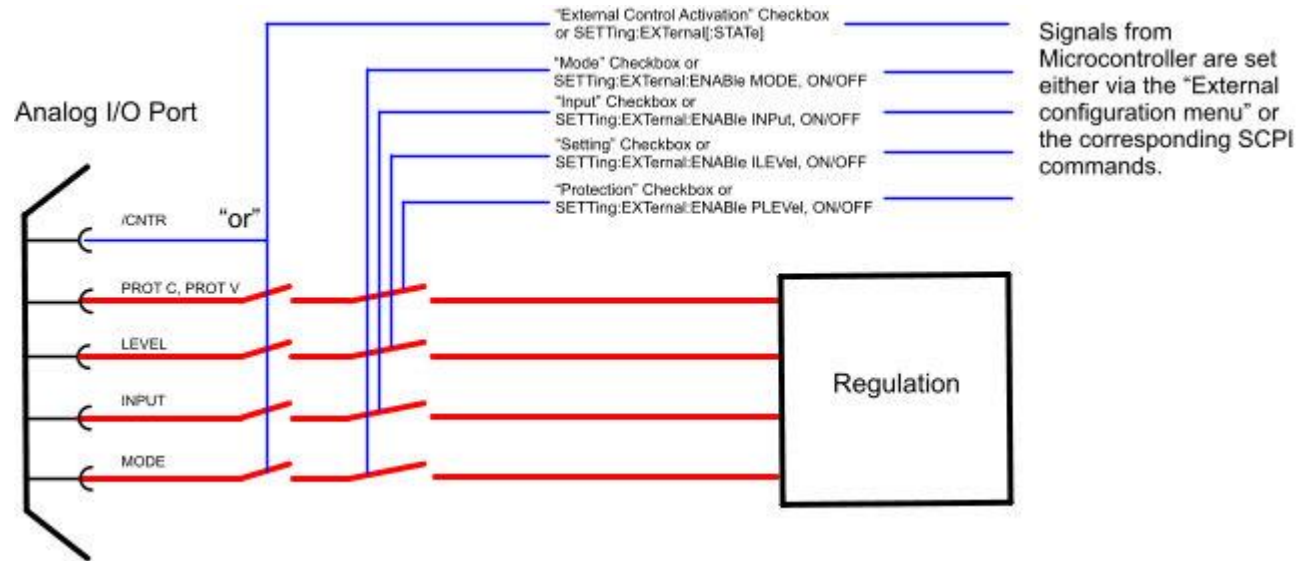 "External Control Activation" Checkbox
or SETTing:EXTernal[:STATe]
"Mode" Checkbox or
SETTing:EXTernal:ENABle MODE, ON/OFF
"Input" Checkbox or
SETTing:EXTernal:ENABle INPut, ON/OFF
"Setting" Checkbox or
SETTing:EXTernal:ENABle ILEVel, ON/OFF
"Protection" Checkbox or
SETTing:EXTernal:ENABle PLEVel, ON/OFF
Signals from
Microcontroller are set
either via the "External
configuration menu" or
the corresponding SCPI
commands.
Analog I/O Port
/CNTR
"or"
PROT C, PROT V
LEVEL
INPUT
MODE
Regulation